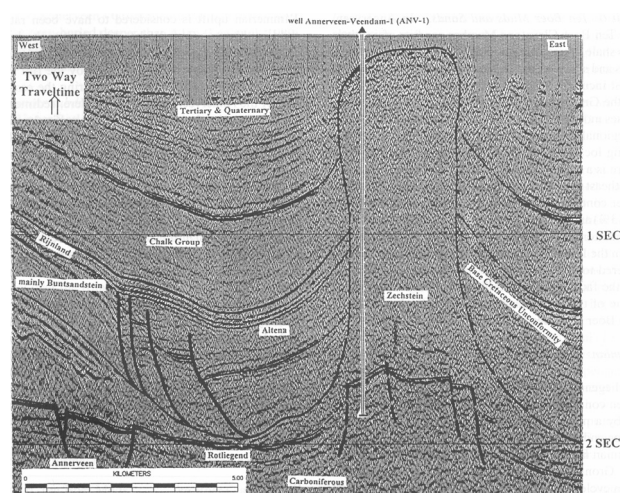 well Annerveen-Veendam-1 (ANV-1)
West
East
Two Way
Traveltime
Tertiary & Quaternary
1 SEC
Chalk Group
Rijnland
mainly Buntsandstein
Zechstein
Base Cretaceous Unconformity
Altena
2 SEC
Annerveen
Rotliegend
KILOMETERS
0
5.00
Carboniferous